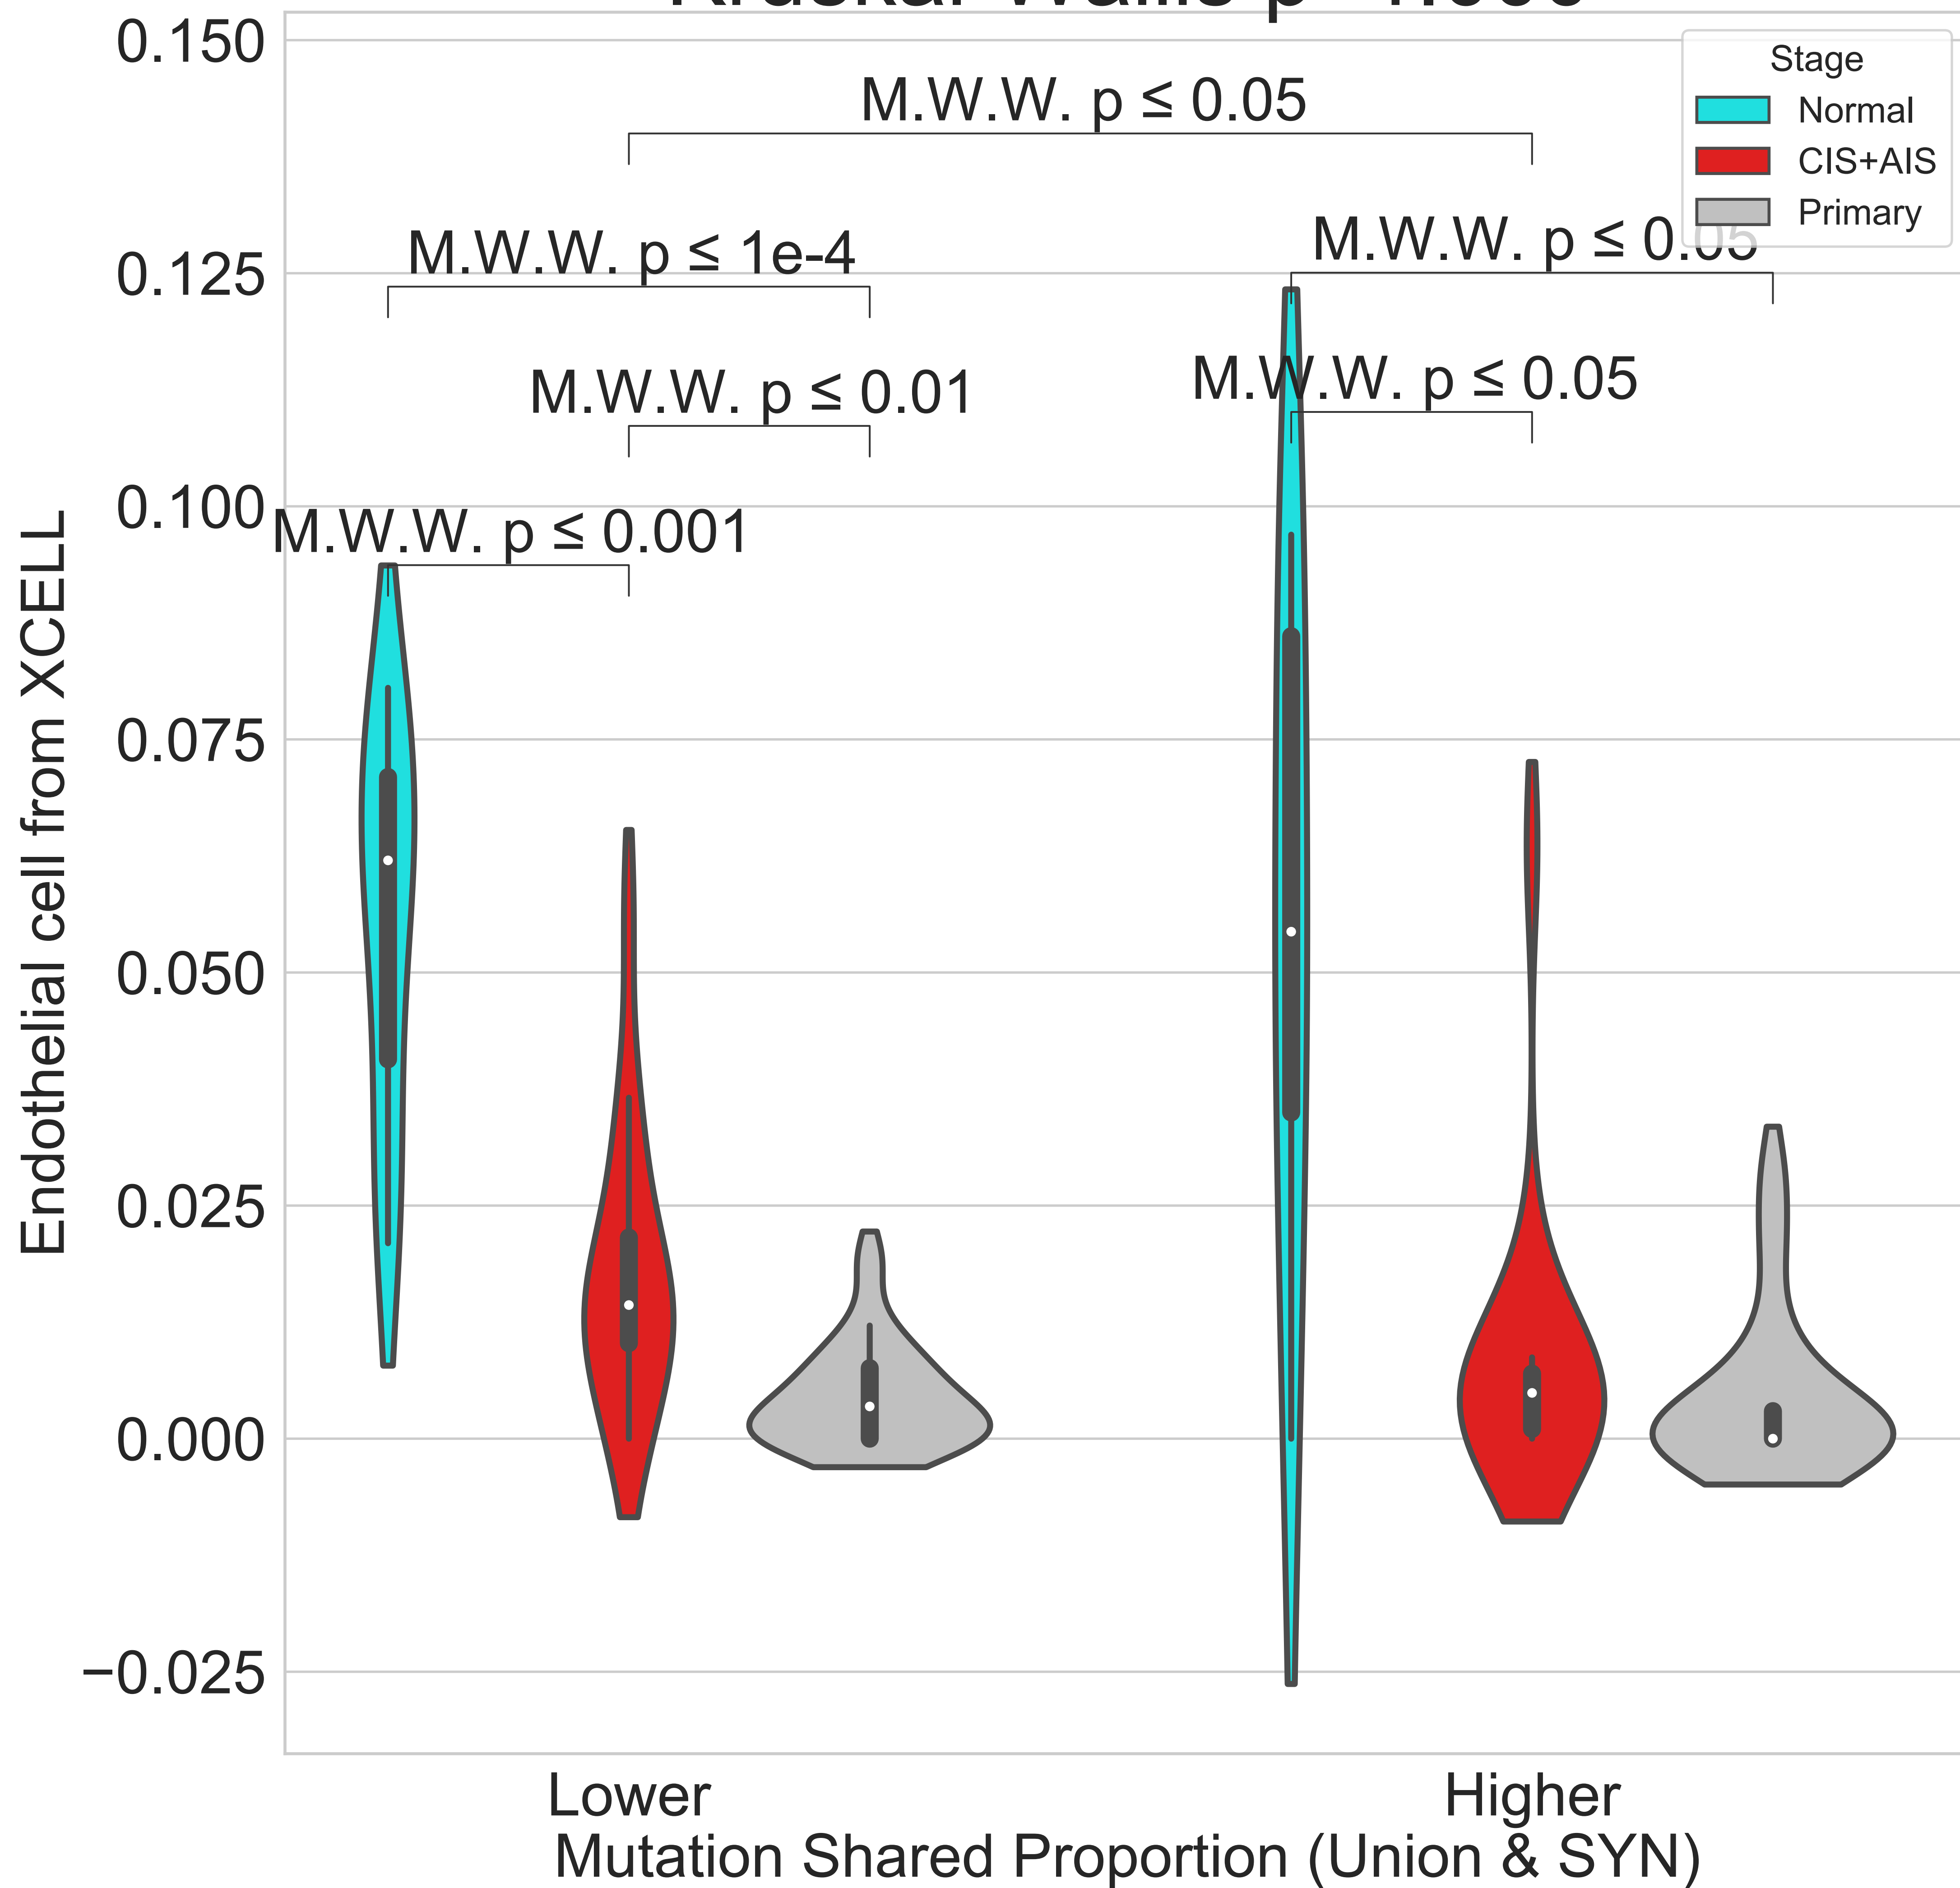 0.150
0.125
0.100
0.075
0.050
0.025
0.000
−0.025
Endothelial cell from XCELL
M.W.W. p ≤ 0.05
M.W.W. p ≤ 1e-4
M.W.W. p ≤ 0.05
M.W.W. p ≤ 0.01
M.W.W. p ≤ 0.05
M.W.W. p ≤ 0.001
Stage
Normal
CIS+AIS
Primary
Lower
Higher
Mutation Shared Proportion (Union & SYN)